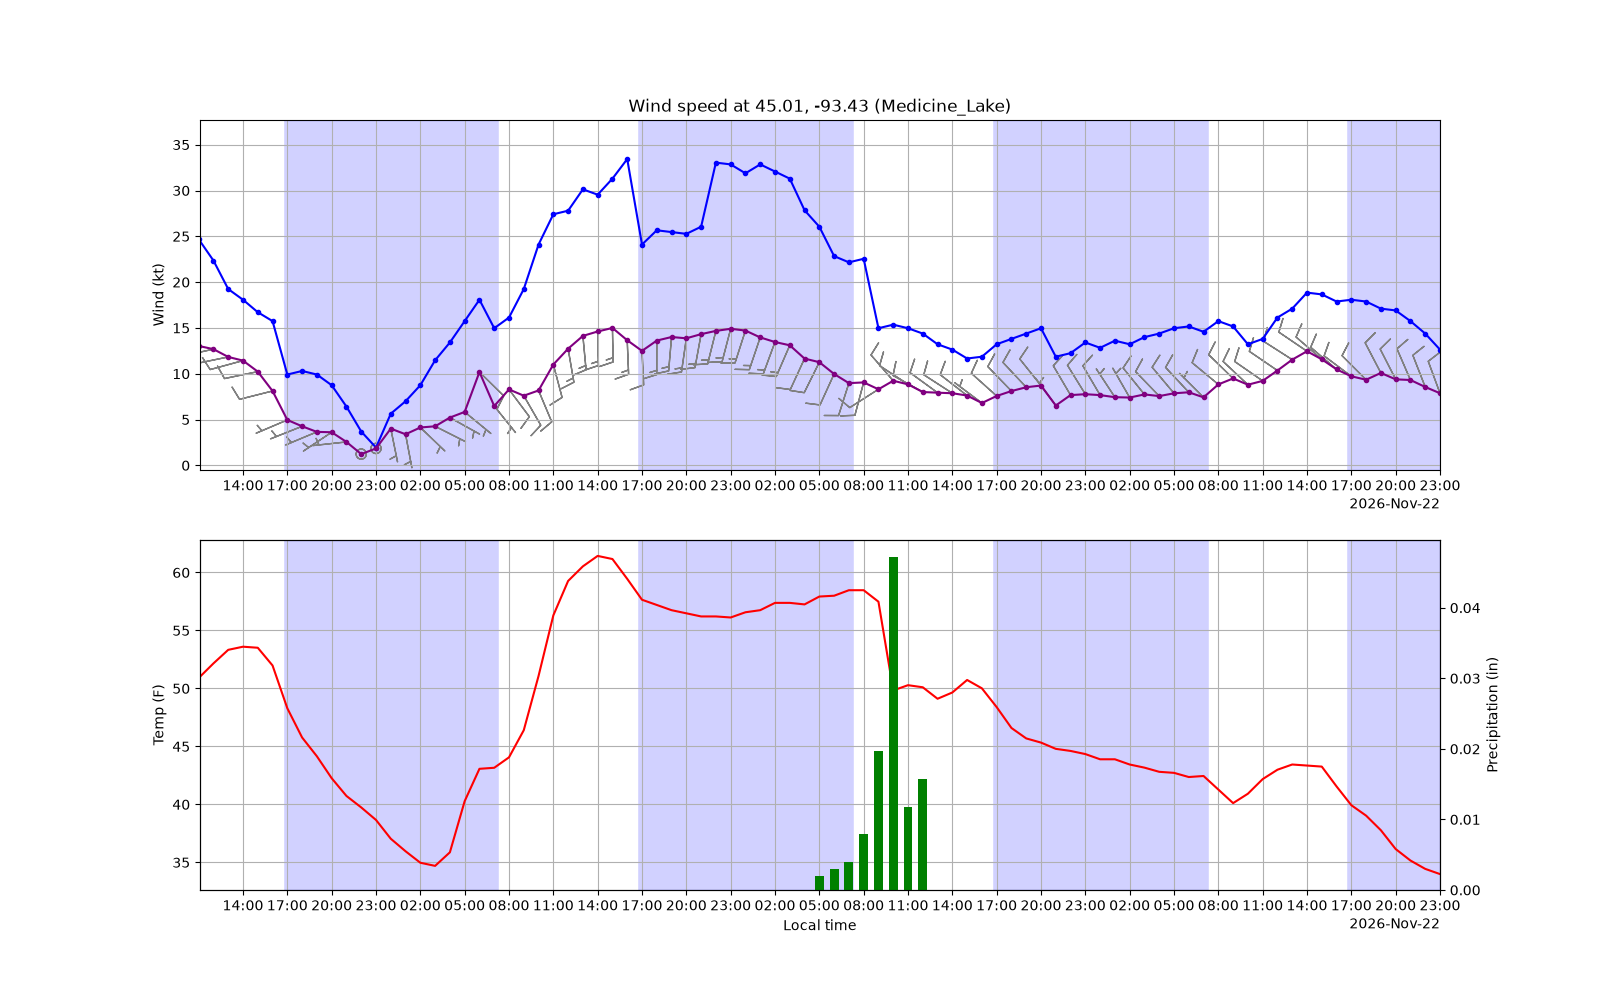 Wind speed at 45.01, -93.43 (Medicine_Lake)
Wind (kt)
35
30
25
20
15
10
5
0
14:00 17:00 20:00 23:00 02:00 05:00 08:00 11:00 14:00 17:00 20:00 23:00 02:00 05:00 08:00 11:00 14:00 17:00 20:00 23:00 02:00 05:00 08:00 11:00 14:00 17:00 20:00 23:00
2026-Nov-22
Temp (F)
60
55
50
45
40
35
0.04
0.03
0.02
0.01
0.00
Precipitation (in)
14:00 17:00 20:00 23:00 02:00 05:00 08:00 11:00 14:00 17:00 20:00 23:00 02:00 05:00 08:00 11:00 14:00 17:00 20:00 23:00 02:00 05:00 08:00 11:00 14:00 17:00 20:00 23:00
Local time
2026-Nov-22